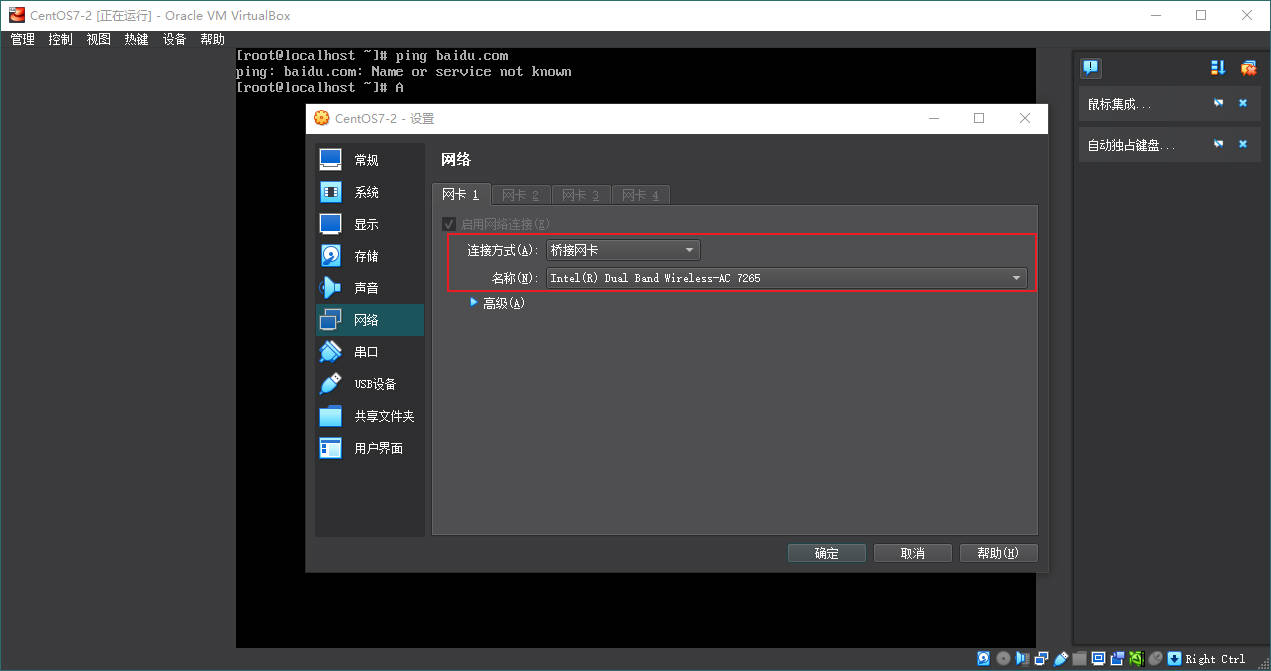 CentOS7-2 [正在运行] - Oracle VM VirtualBox
管理 控制 视图 热键 设备 帮助
[root@localhost ~]# ping baidu.com
ping: baidu.com: Name or service not known
[root@localhost ~]# A
鼠标集成...
自动独占键盘...
CentOS7-2 - 设置
常规
系统
显示
存储
声音
网络
串口
USB设备
共享文件夹
用户界面
网络
网卡 1 网卡 2 网卡 3 网卡 4
启用网络连接(E)
连接方式(A): 桥接网卡
名称(N): Intel(R) Dual Band Wireless-AC 7265
高级(A)
确定 取消 帮助(H)
Right Ctrl